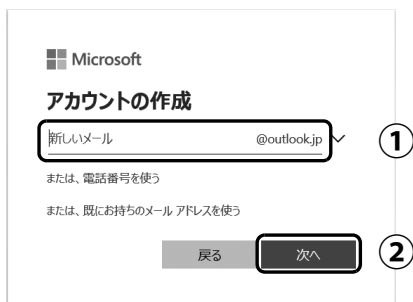 Microsoft
アカウントの作成
新しいメール @outlook.jp
①
または、電話番号を使う
または、既にお持ちのメール アドレスを使う
戻る 次へ
②